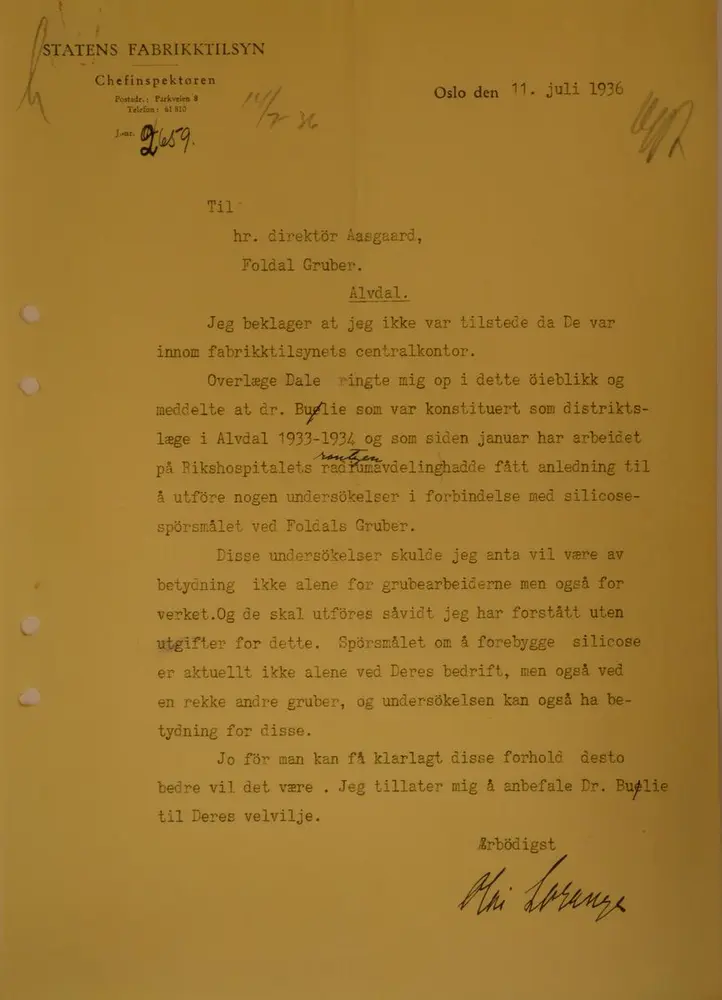 STATENS FABRIKKTILSYN
Chefinspektøren
Postadr.: Parkveien 8
Telefon: 41 810
J.-nr. 2659.
14/7 36
Oslo den 11. juli 1936
Til
hr. direktör Aasgaard,
Foldal Gruber.
Alvdal.
Jeg beklager at jeg ikke var tilstede da De var
innom fabrikktilsynets centralkontor.
Overlæge Dale ringte mig op i dette öieblikk og
meddelte at dr. Bu lie som var konstituert som distrikts-
læge i Alvdal 1933-1934 og som siden januar har arbeidet
røntgen
på Rikshospitalets radiumavdelinghadde fått anledning til
å utföre nogen undersökelser i forbindelse med silicose-
spörsmålet ved Foldals Gruber.
Disse undersökelser skulde jeg anta vil være av
betydning ikke alene for grubearbeiderne men også for
verket.Og de skal utföres såvidt jeg har forstått uten
utgifter for dette. Spörsmålet om å forebygge silicose
er aktuellt ikke alene ved Deres bedrift, men også ved
en rekke andre gruber, og undersökelsen kan også ha be-
tydning for disse.
Jo för man kan få klarlagt disse forhold desto
bedre vil det være . Jeg tillater mig å anbefale Dr. Bu lie
til Deres velvilje.
Ærbödigst